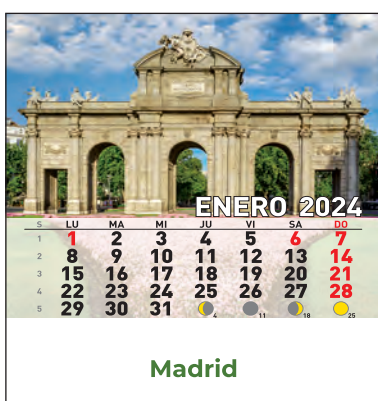 ENERO 2024
S LU MA MI JU VI SA DO
1 1 2 3 4 5 6 7
2 8 9 10 11 12 13 14
3 15 16 17 18 19 20 21
4 22 23 24 25 26 27 28
5 29 30 31 4 11 18 25
Madrid